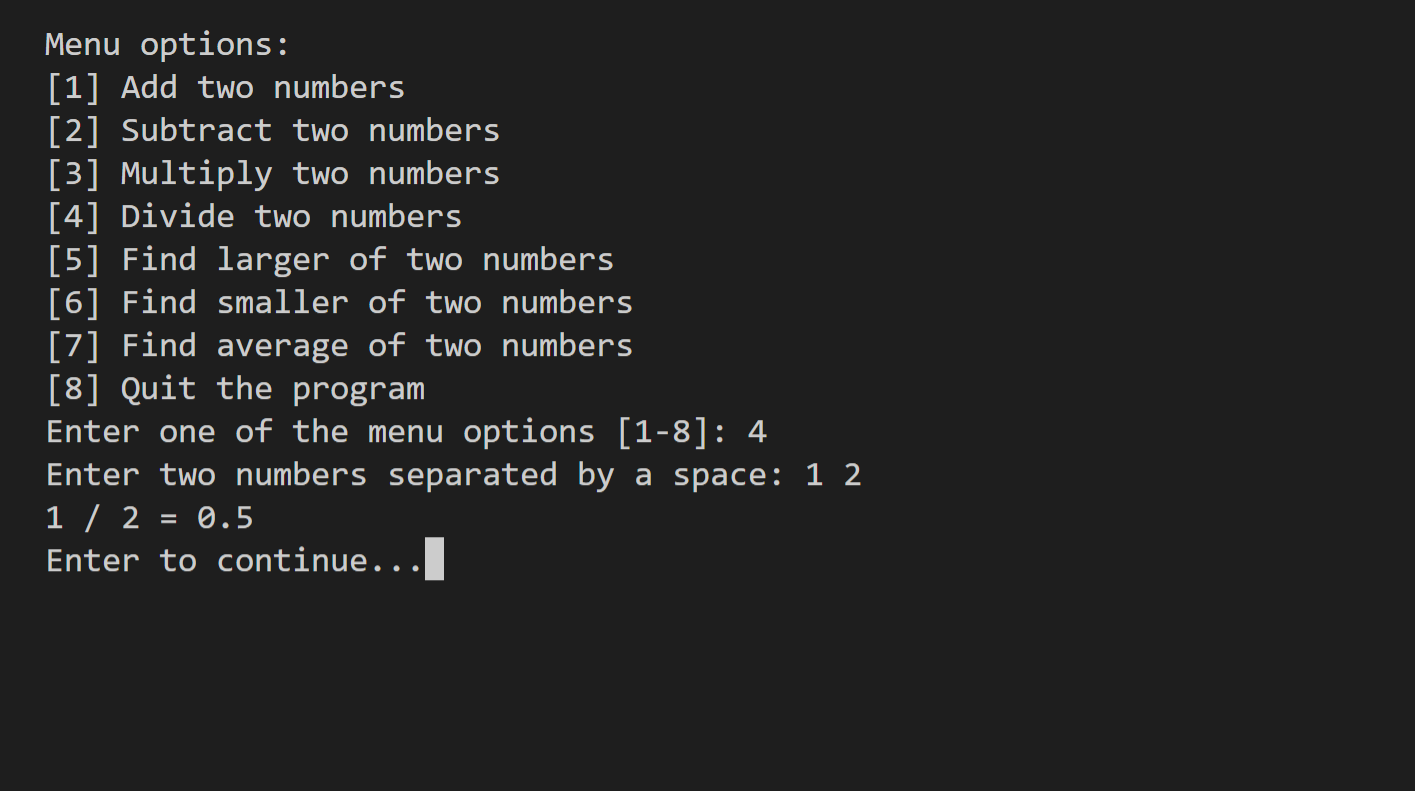 Menu options:
[1] Add two numbers
[2] Subtract two numbers
[3] Multiply two numbers
[4] Divide two numbers
[5] Find larger of two numbers
[6] Find smaller of two numbers
[7] Find average of two numbers
[8] Quit the program
Enter one of the menu options [1-8]: 4
Enter two numbers separated by a space: 1 2
1 / 2 = 0.5
Enter to continue...